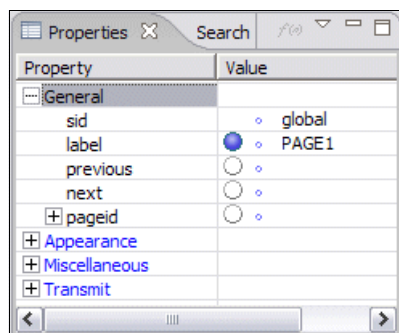 Properties Search f(x)
Property Value
General
sid global
label PAGE1
previous
next
pageid
Appearance
Miscellaneous
Transmit